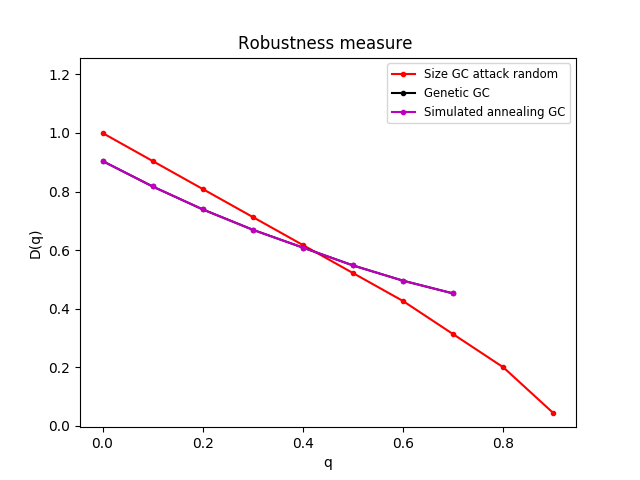 Robustness measure
Size GC attack random
Genetic GC
Simulated annealing GC
D(q)
1.2
1.0
0.8
0.6
0.4
0.2
0.0
0.0 0.2 0.4 0.6 0.8
q